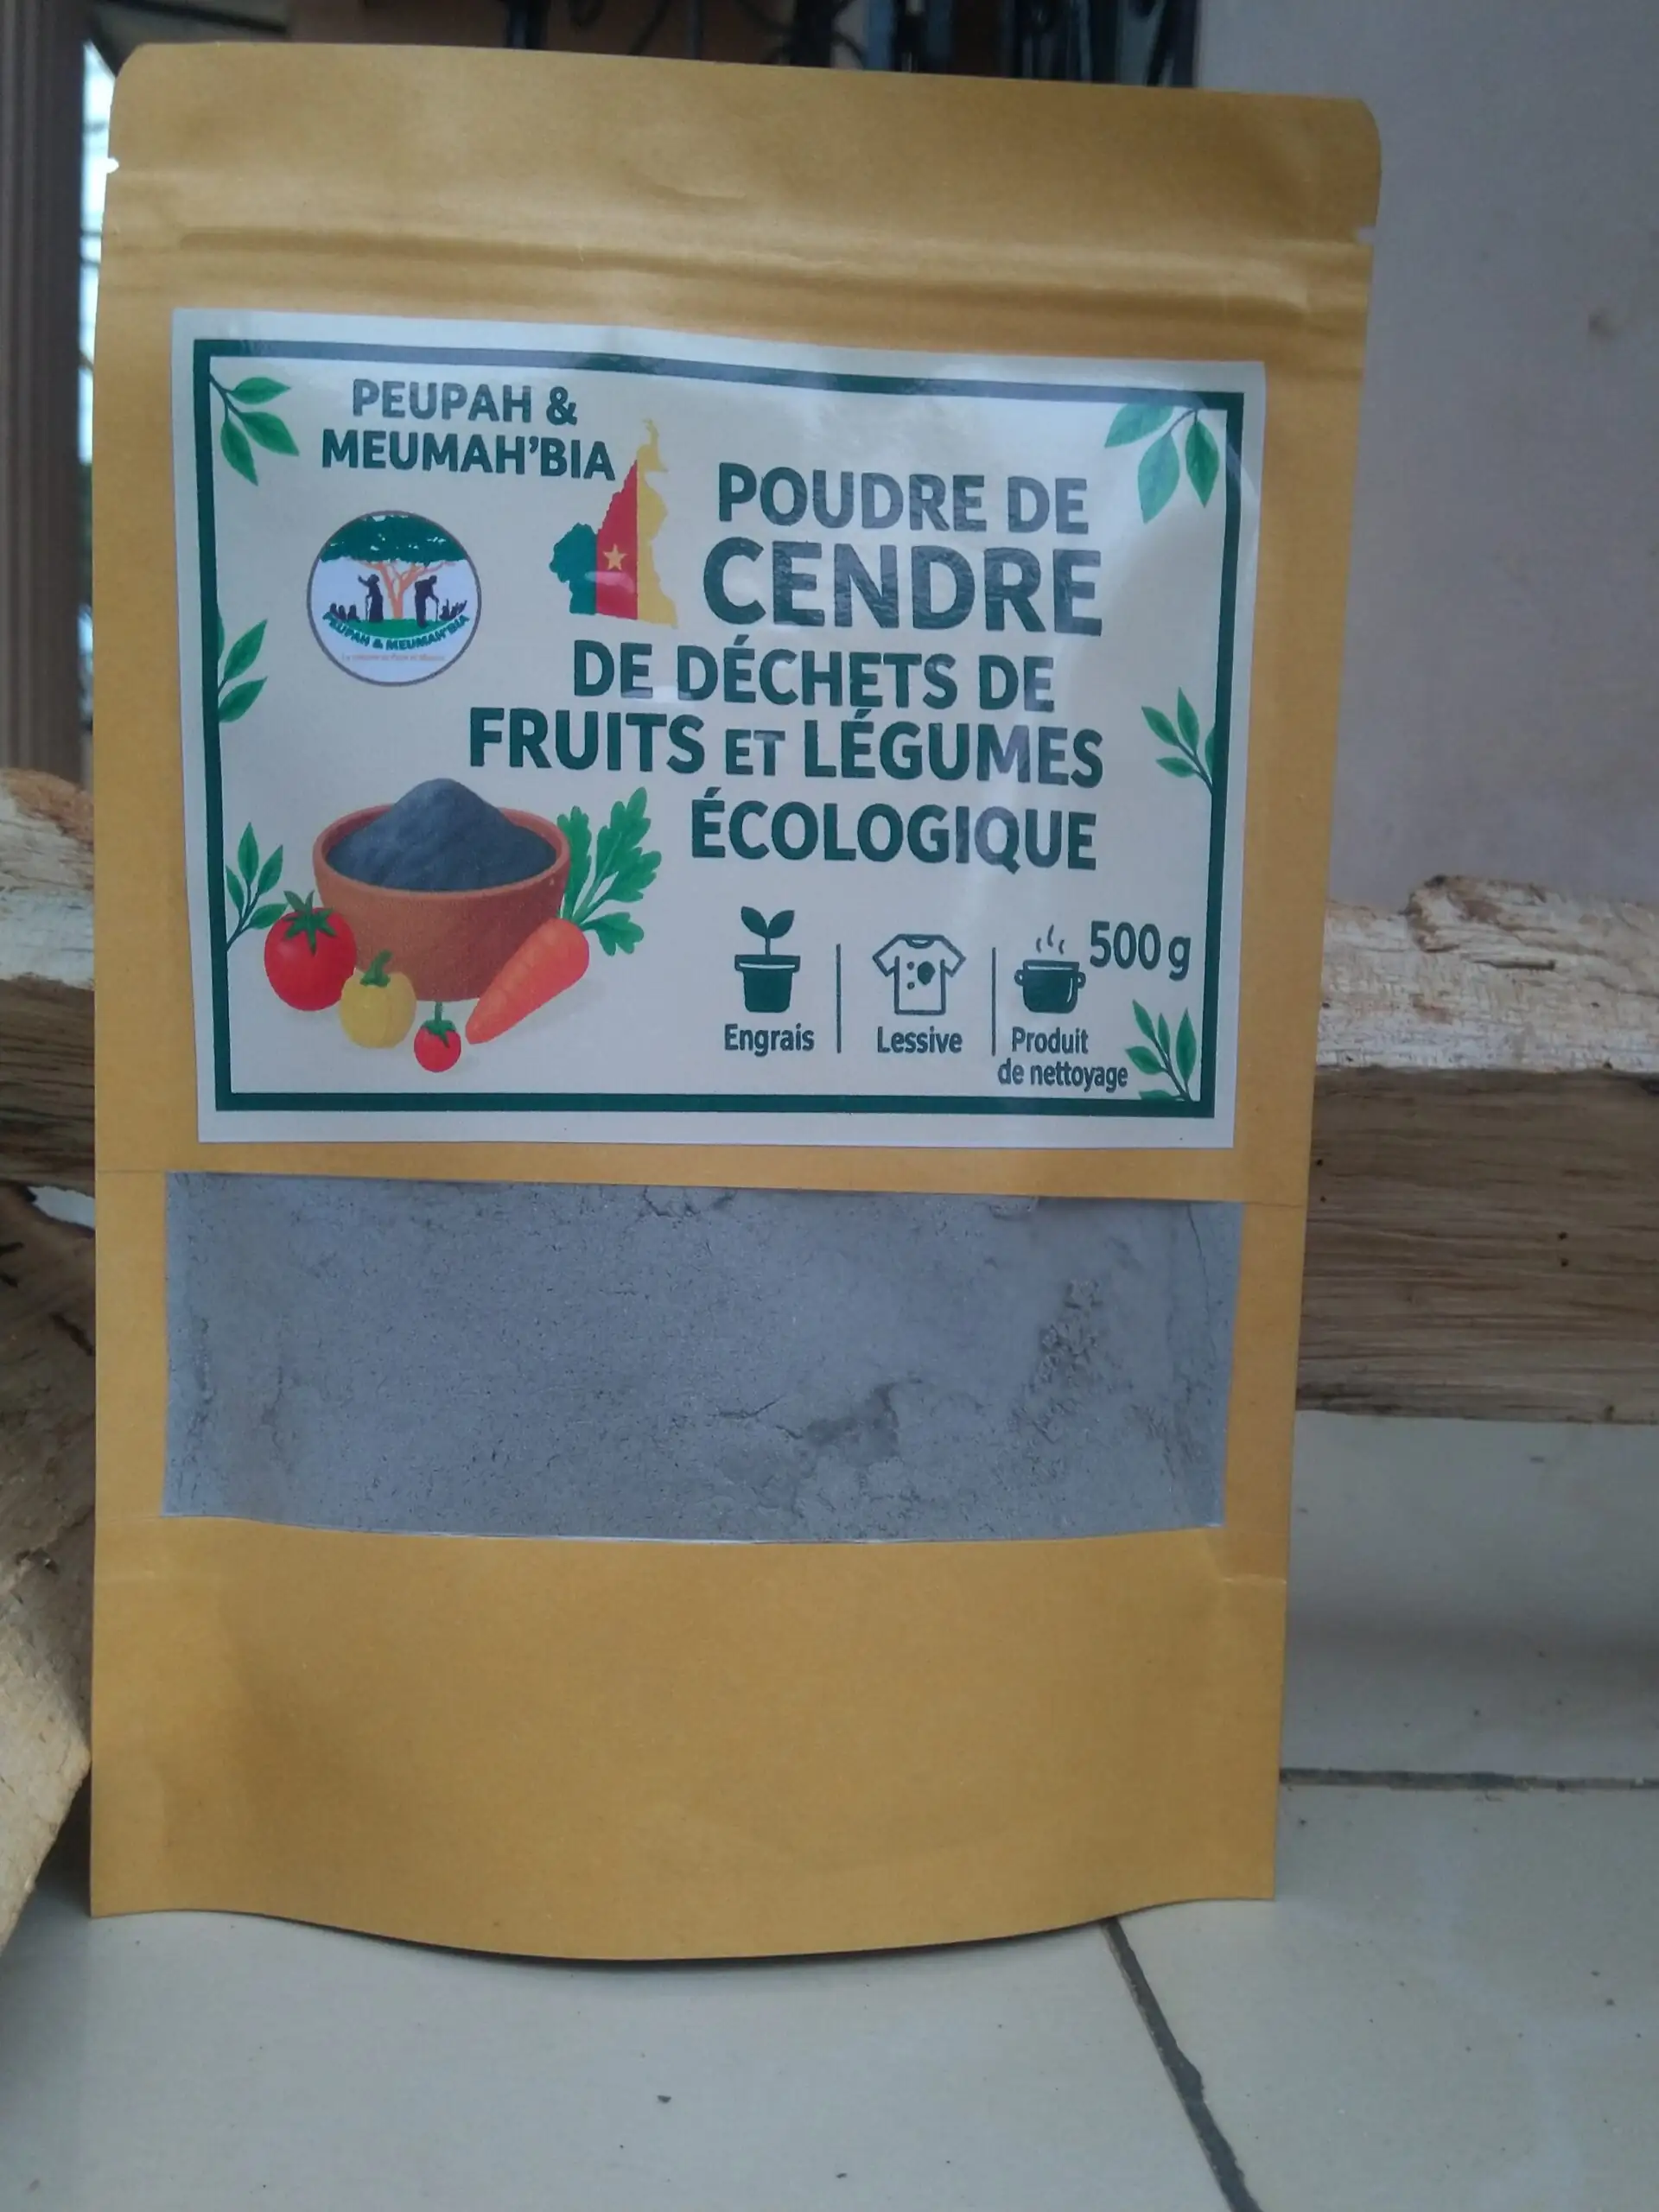 PEUPAH &
MEUMAH'BIA
PEUPAH & MEUMAH'BIA
POUDRE DE
CENDRE
DE DÉCHETS DE
FRUITS ET LÉGUMES
ÉCOLOGIQUE
500 g
Engrais
Lessive
Produit
de nettoyage